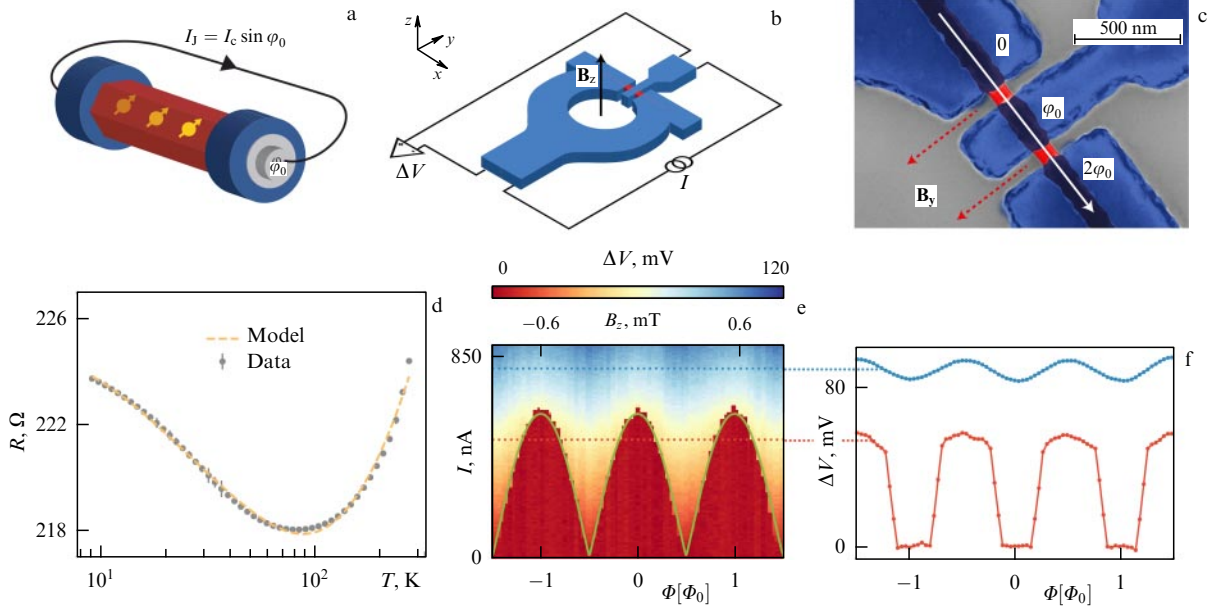 a
I_J = I_c sin φ_0
φ_0
b
z
y
x
B_z
ΔV
I
c
500 nm
0
φ_0
2φ_0
B_y
d
226
224
222
220
218
R, Ω
Model
Data
10^1
10^2
T, K
ΔV, mV
0
120
−0.6
B_z, mT
0.6
e
850
0
I, nA
−1
0
1
Φ[Φ_0]
f
80
0
ΔV, mV
−1
0
1
Φ[Φ_0]